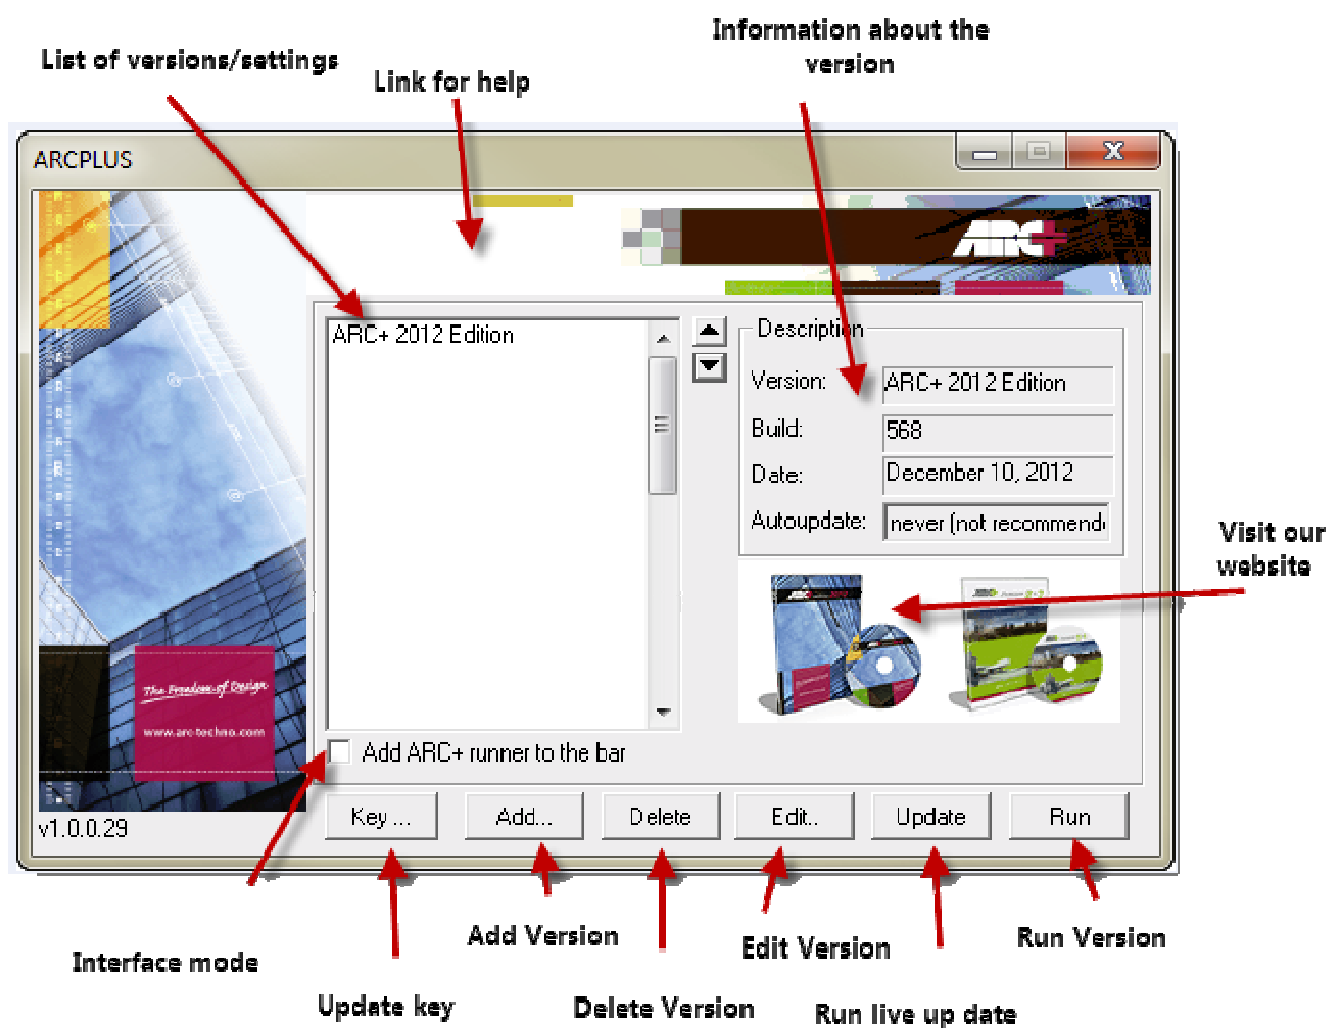 Information about the
version
List of versions/settings
Link for help
ARCPLUS
ARC+
ARC+ 2012 Edition
Description
Version:
ARC+ 2012 Edition
Build:
568
Date:
December 10, 2012
Autoupdate:
never (not recommend
Visit our
website
The Freedom of Design
www.arc-techno.com
Add ARC+ runner to the bar
v1.0.0.29
Key ...
Add...
Delete
Edit..
Update
Run
Add Version
Edit Version
Run Version
Interface mode
Update key
Delete Version
Run live up date